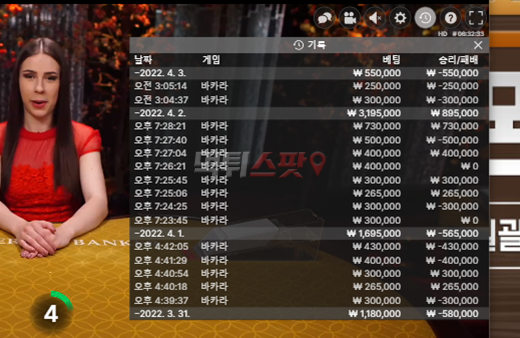 HD #06:32:33
기록
날짜 게임 베팅 승리/패배
-2022. 4. 3. ₩ 550,000 ₩ -550,000
오전 3:05:14 바카라 ₩ 250,000 ₩ -250,000
오전 3:04:37 바카라 ₩ 300,000 ₩ -300,000
-2022. 4. 2. ₩ 3,195,000 ₩ 895,000
오후 7:28:21 바카라 ₩ 730,000 ₩ 730,000
오후 7:27:40 바카라 ₩ 500,000 ₩ -500,000
오후 7:27:04 바카라 ₩ 400,000 ₩ 400,000
오후 7:26:21 바카라 ₩ 400,000 ₩ 0
먹튀스팟
오후 7:25:45 바카라 ₩ 300,000 ₩ 300,000
오후 7:25:06 바카라 ₩ 265,000 ₩ 265,000
오후 7:24:25 바카라 ₩ 300,000 ₩ -300,000
오후 7:23:45 바카라 ₩ 300,000 ₩ 0
-2022. 4. 1. ₩ 1,695,000 ₩ -565,000
오후 4:42:05 바카라 ₩ 430,000 ₩ -430,000
오후 4:41:29 바카라 ₩ 400,000 ₩ -400,000
오후 4:40:54 바카라 ₩ 300,000 ₩ 300,000
오후 4:40:18 바카라 ₩ 265,000 ₩ 265,000
오후 4:39:37 바카라 ₩ 300,000 ₩ -300,000
-2022. 3. 31. ₩ 1,180,000 ₩ -580,000
BANK
4